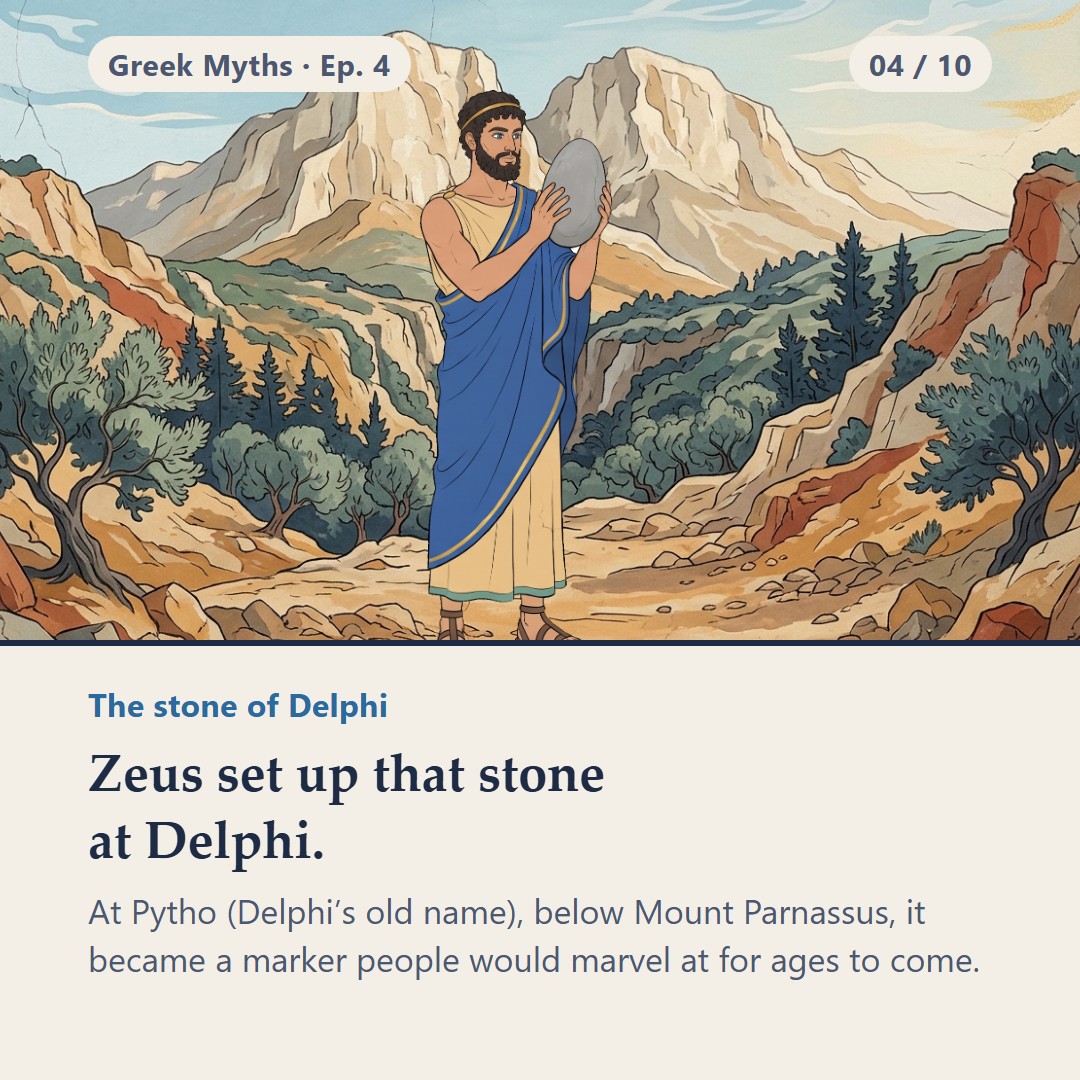 Greek Myths · Ep. 4
04 / 10
The stone of Delphi
Zeus set up that stone
at Delphi.
At Pytho (Delphi’s old name), below Mount Parnassus, it
became a marker people would marvel at for ages to come.